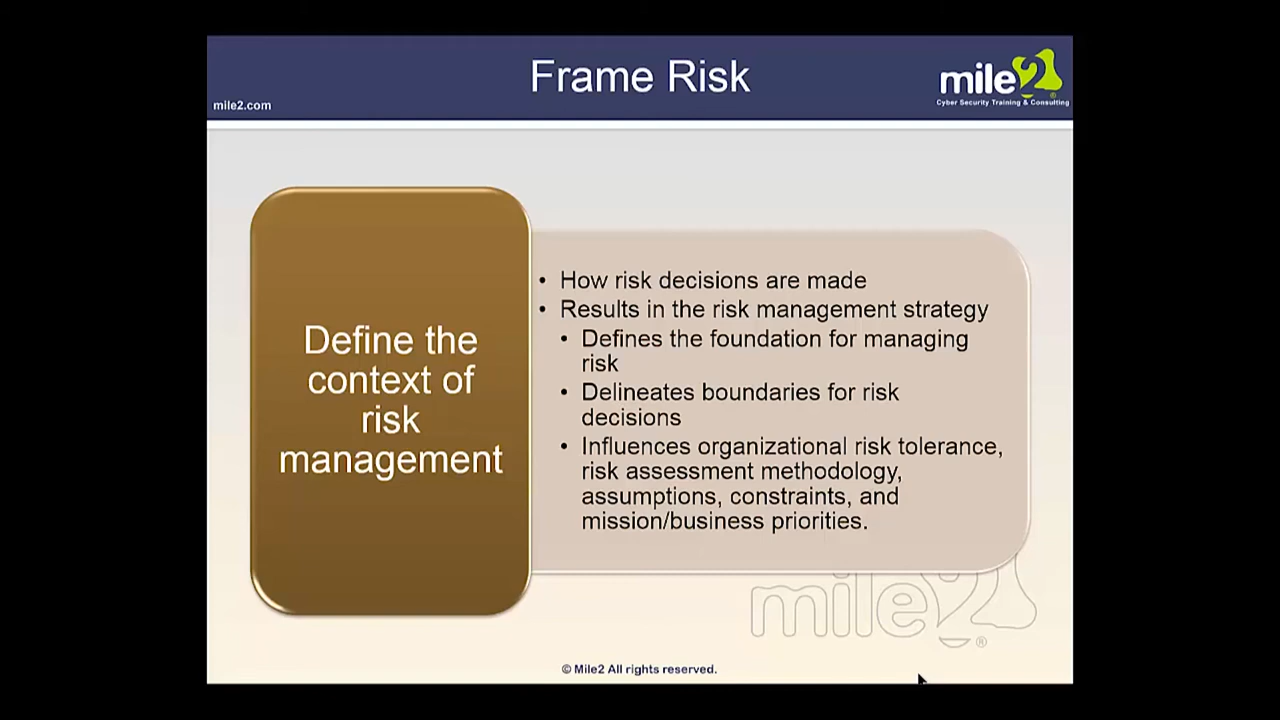 Frame Risk
mile2.com
mile2
®
Cyber Security Training & Consulting
Define the
context of
risk
management
• How risk decisions are made
• Results in the risk management strategy
• Defines the foundation for managing
risk
• Delineates boundaries for risk
decisions
• Influences organizational risk tolerance,
risk assessment methodology,
assumptions, constraints, and
mission/business priorities.
mile2
®
© Mile2 All rights reserved.